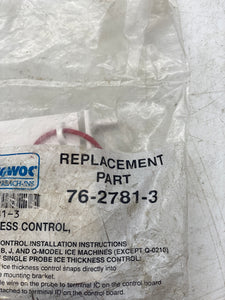 REPLACEMENT
PART
76-2781-3
WOC
1-3
ESS CONTROL,
CONTROL INSTALLATION INSTRUCTIONS
B, J, AND Q-MODEL ICE MACHINES (EXCEPT Q-0210)
SINGLE PROBE ICE THICKNESS CONTROL:
ice thickness control snaps directly into
mounting bracket.
wire on the probe to terminal on the control board
to terminal IC on the control board.